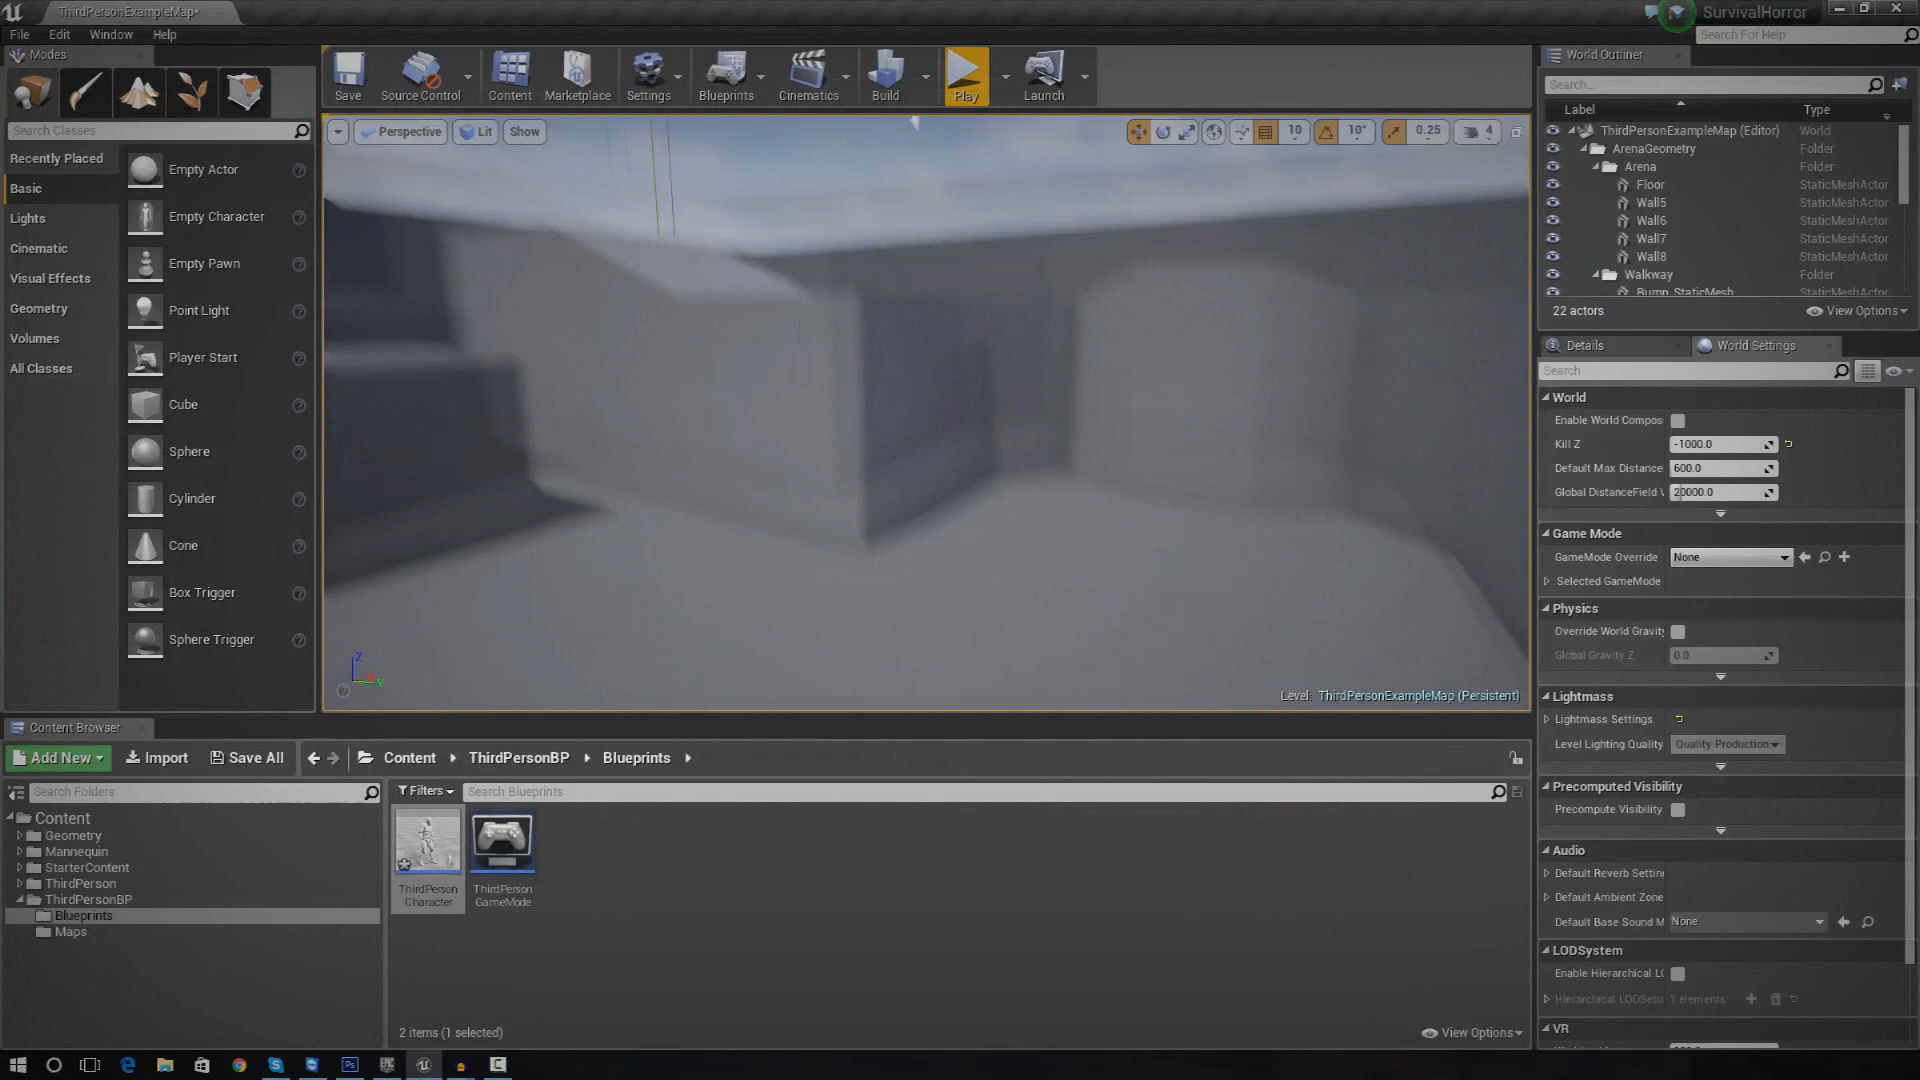 ThirdPersonExampleMap*
SurvivalHorror
File Edit Window Help
Search For Help
Modes
Search Classes
Recently Placed
Basic
Lights
Cinematic
Visual Effects
Geometry
Volumes
All Classes
Empty Actor
Empty Character
Empty Pawn
Point Light
Player Start
Cube
Sphere
Cylinder
Cone
Box Trigger
Sphere Trigger
Save
Source Control
Content
Marketplace
Settings
Blueprints
Cinematics
Build
Play
Launch
Perspective Lit Show
10 10° 0.25 4
Level: ThirdPersonExampleMap (Persistent)
World Outliner
Search...
Label Type
ThirdPersonExampleMap (Editor) World
ArenaGeometry Folder
Arena Folder
Floor StaticMeshActor
Wall5 StaticMeshActor
Wall6 StaticMeshActor
Wall7 StaticMeshActor
Wall8 StaticMeshActor
Walkway Folder
Bump_StaticMesh StaticMeshActor
22 actors View Options
Details World Settings
Search
World
Enable World Compos
Kill Z -1000.0
Default Max Distance 600.0
Global DistanceField V 20000.0
Game Mode
GameMode Override None
Selected GameMode
Physics
Override World Gravity
Global Gravity Z 0.0
Lightmass
Lightmass Settings
Level Lighting Quality Quality Production
Precomputed Visibility
Precompute Visibility
Audio
Default Reverb Setting
Default Ambient Zone
Default Base Sound M None
LODSystem
Enable Hierarchical LO
Hierarchical LODSetu 1 elements
VR
Content Browser
Add New Import Save All Content ThirdPersonBP Blueprints
Search Folders
Content
Geometry
Mannequin
StarterContent
ThirdPerson
ThirdPersonBP
Blueprints
Maps
Filters Search Blueprints
ThirdPerson
Character
ThirdPerson
GameMode
2 items (1 selected) View Options